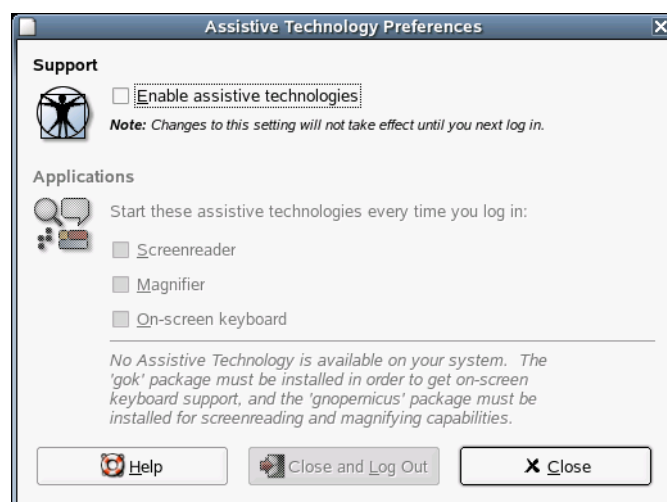 Assistive Technology Preferences
Support
Enable assistive technologies
Note: Changes to this setting will not take effect until you next log in.
Applications
Start these assistive technologies every time you log in:
Screenreader
Magnifier
On-screen keyboard
No Assistive Technology is available on your system. The
'gok' package must be installed in order to get on-screen
keyboard support, and the 'gnopernicus' package must be
installed for screenreading and magnifying capabilities.
Help
Close and Log Out
Close